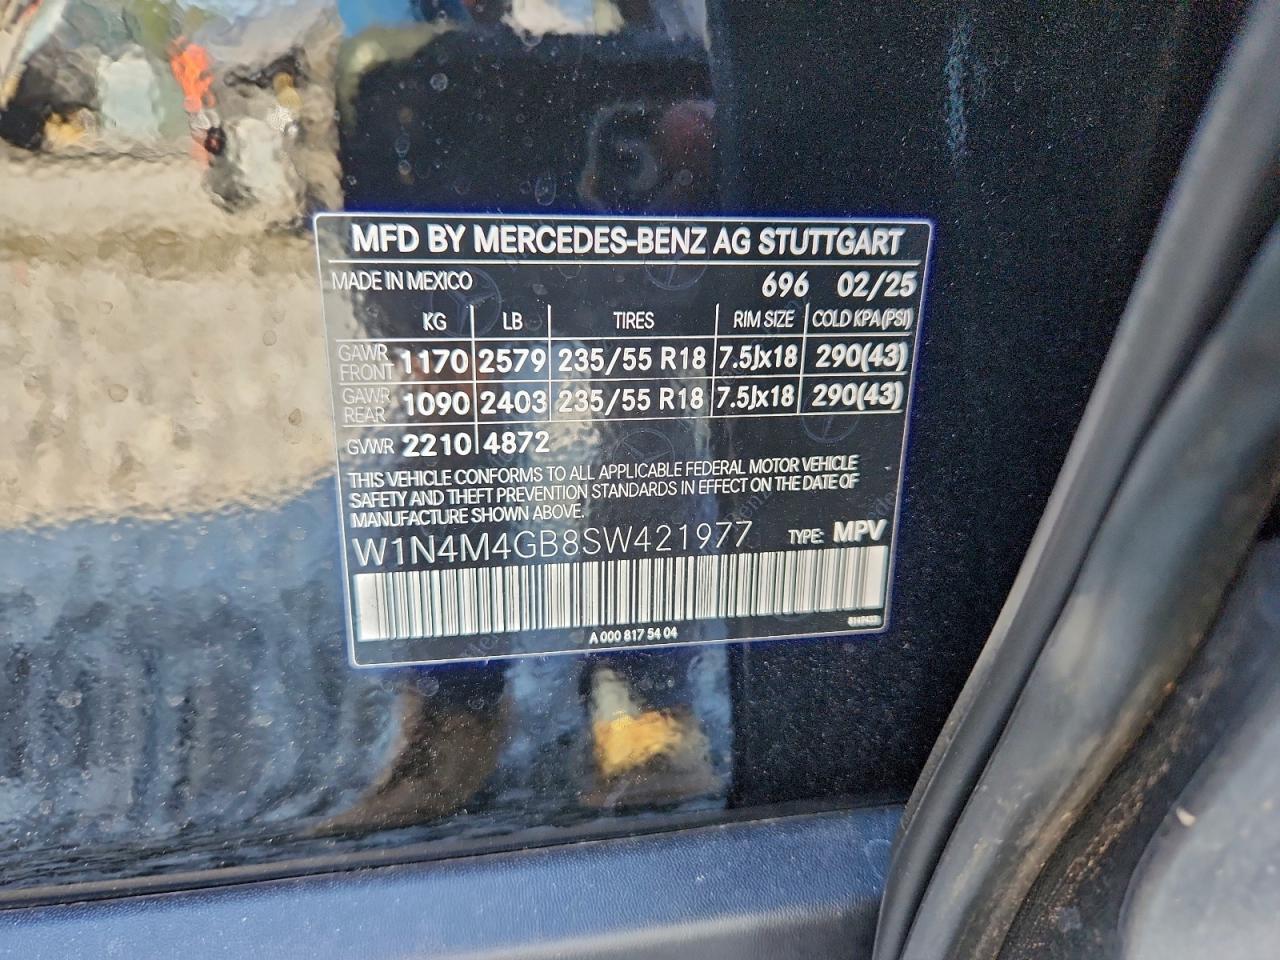 MFD BY MERCEDES-BENZ AG STUTTGART
MADE IN MEXICO 696 02/25
KG LB TIRES RIM SIZE COLD KPA(PSI)
GAWR FRONT 1170 2579 235/55 R18 7.5Jx18 290(43)
GAWR REAR 1090 2403 235/55 R18 7.5Jx18 290(43)
GVWR 2210 4872
THIS VEHICLE CONFORMS TO ALL APPLICABLE FEDERAL MOTOR VEHICLE
SAFETY AND THEFT PREVENTION STANDARDS IN EFFECT ON THE DATE OF
MANUFACTURE SHOWN ABOVE.
W1N4M4GB8SW421977 TYPE: MPV
A 000 817 54 04